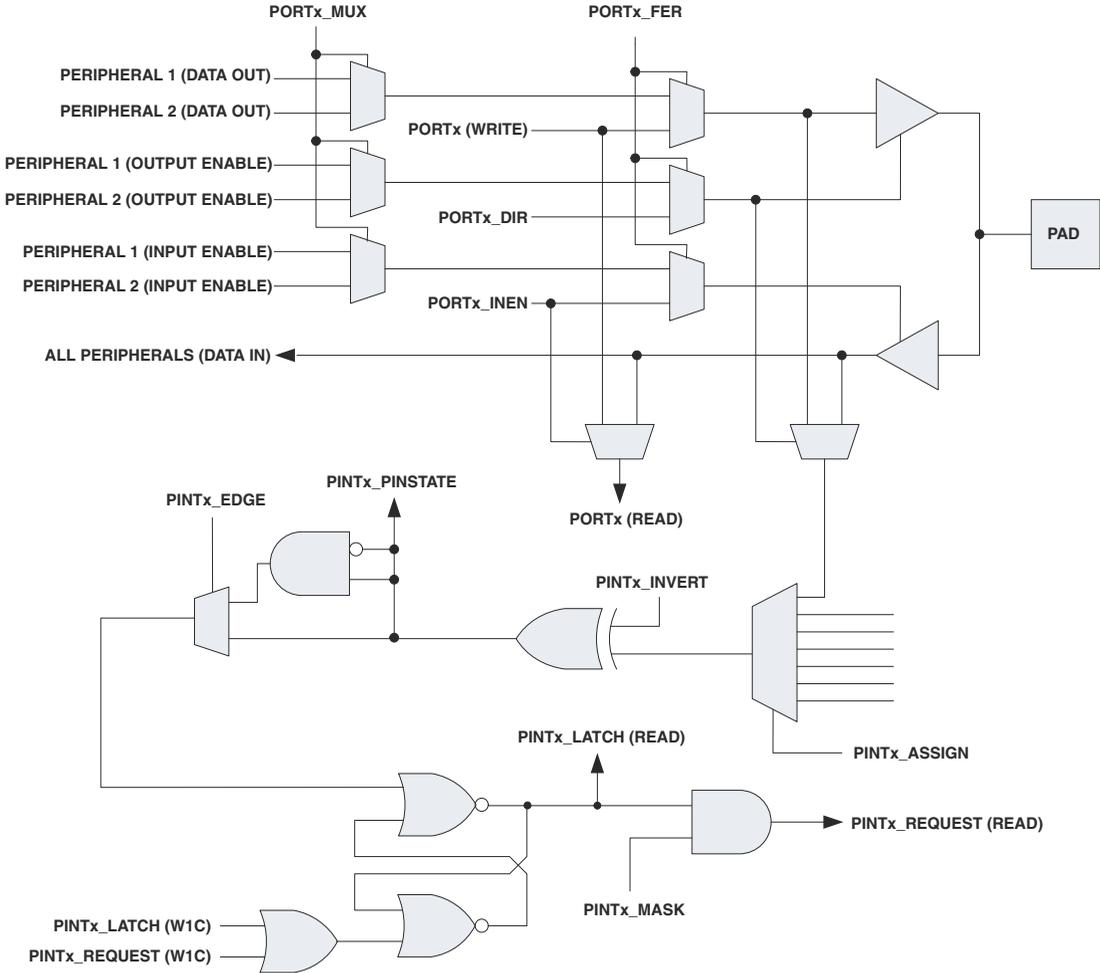 PORTx_MUX
PORTx_FER
PERIPHERAL 1 (DATA OUT)
PERIPHERAL 2 (DATA OUT)
PORTx (WRITE)
PERIPHERAL 1 (OUTPUT ENABLE)
PERIPHERAL 2 (OUTPUT ENABLE)
PORTx_DIR
PAD
PERIPHERAL 1 (INPUT ENABLE)
PERIPHERAL 2 (INPUT ENABLE)
PORTx_INEN
ALL PERIPHERALS (DATA IN)
PINTx_PINSTATE
PINTx_EDGE
PORTx (READ)
PINTx_INVERT
PINTx_LATCH (READ)
PINTx_ASSIGN
PINTx_REQUEST (READ)
PINTx_MASK
PINTx_LATCH (W1C)
PINTx_REQUEST (W1C)